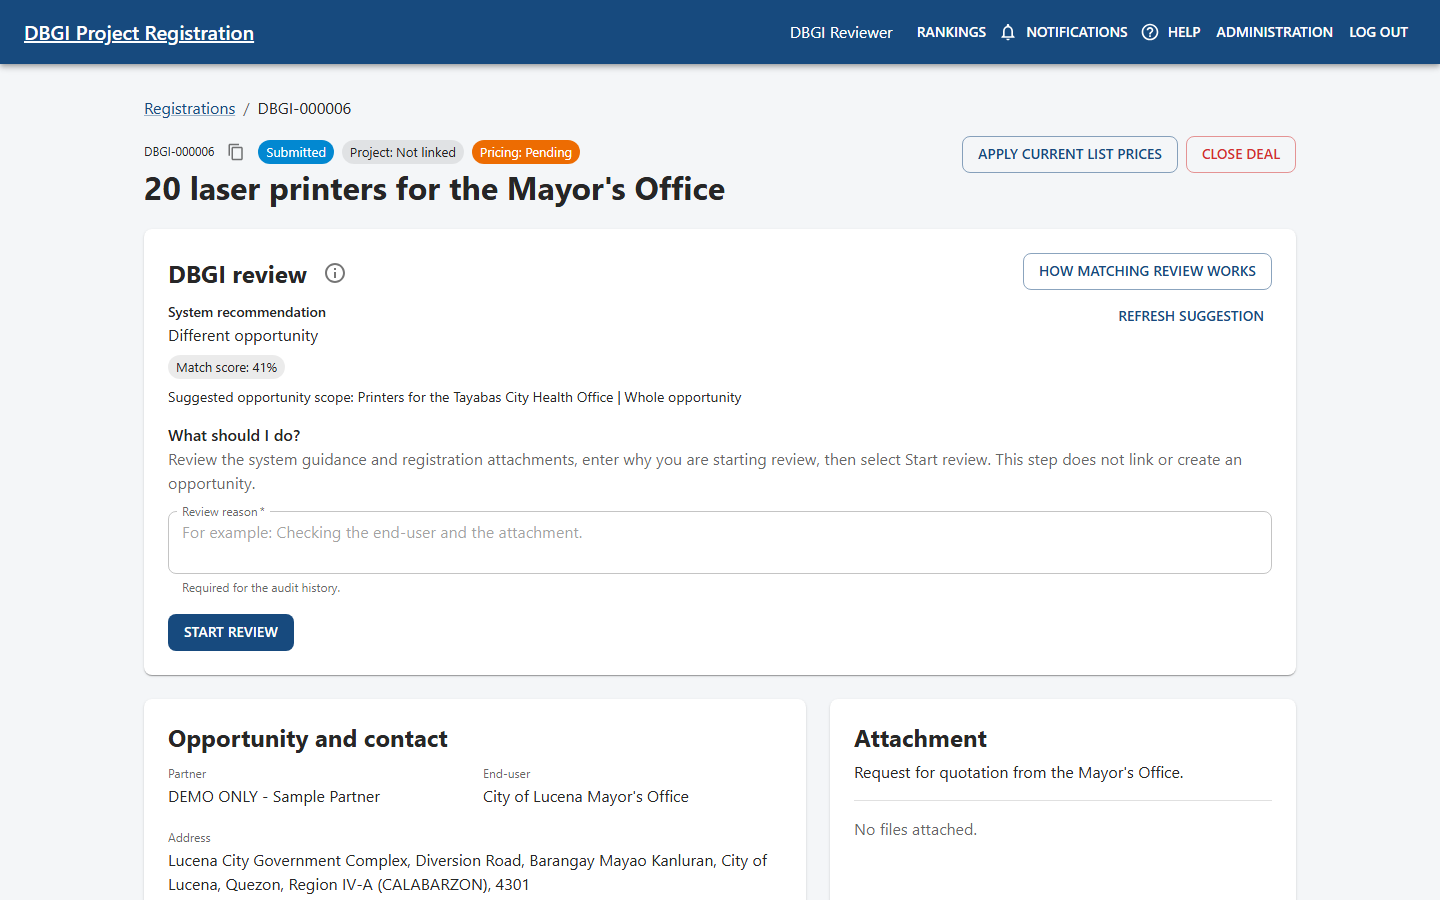 DBGI Project Registration
DBGI Reviewer RANKINGS NOTIFICATIONS HELP ADMINISTRATION LOG OUT
Registrations / DBGI-000006
DBGI-000006 Submitted Project: Not linked Pricing: Pending
APPLY CURRENT LIST PRICES CLOSE DEAL
20 laser printers for the Mayor's Office
DBGI review
HOW MATCHING REVIEW WORKS
System recommendation
REFRESH SUGGESTION
Different opportunity
Match score: 41%
Suggested opportunity scope: Printers for the Tayabas City Health Office | Whole opportunity
What should I do?
Review the system guidance and registration attachments, enter why you are starting review, then select Start review. This step does not link or create an
opportunity.
Review reason *
For example: Checking the end-user and the attachment.
Required for the audit history.
START REVIEW
Opportunity and contact
Partner End-user
DEMO ONLY - Sample Partner City of Lucena Mayor's Office
Address
Lucena City Government Complex, Diversion Road, Barangay Mayao Kanluran, City of
Lucena, Quezon, Region IV-A (CALABARZON), 4301
Attachment
Request for quotation from the Mayor's Office.
No files attached.